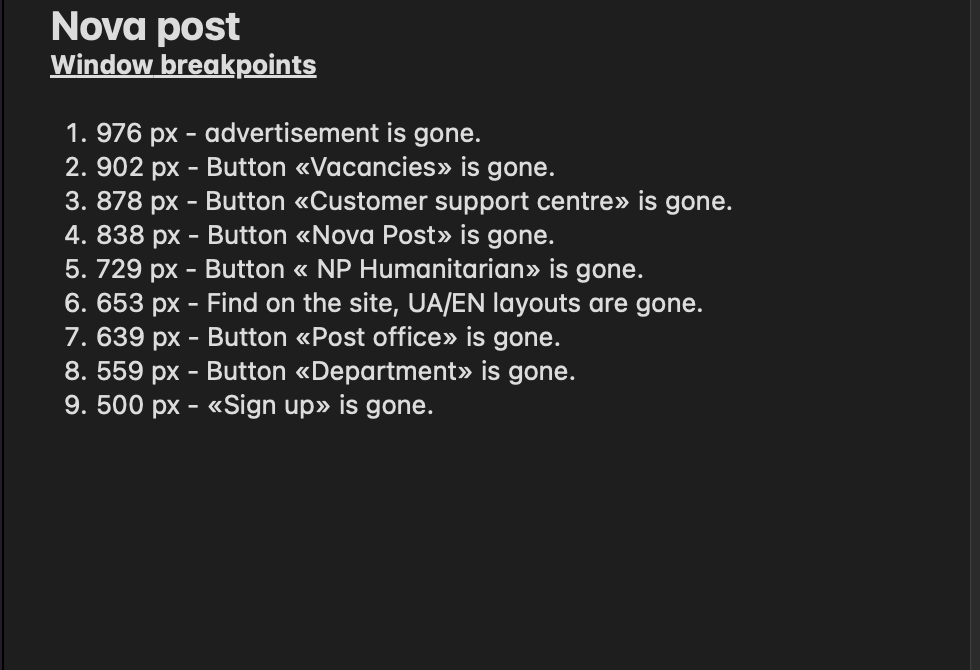 Nova post
Window breakpoints
1. 976 px - advertisement is gone.
2. 902 px - Button «Vacancies» is gone.
3. 878 px - Button «Customer support centre» is gone.
4. 838 px - Button «Nova Post» is gone.
5. 729 px - Button « NP Humanitarian» is gone.
6. 653 px - Find on the site, UA/EN layouts are gone.
7. 639 px - Button «Post office» is gone.
8. 559 px - Button «Department» is gone.
9. 500 px - «Sign up» is gone.